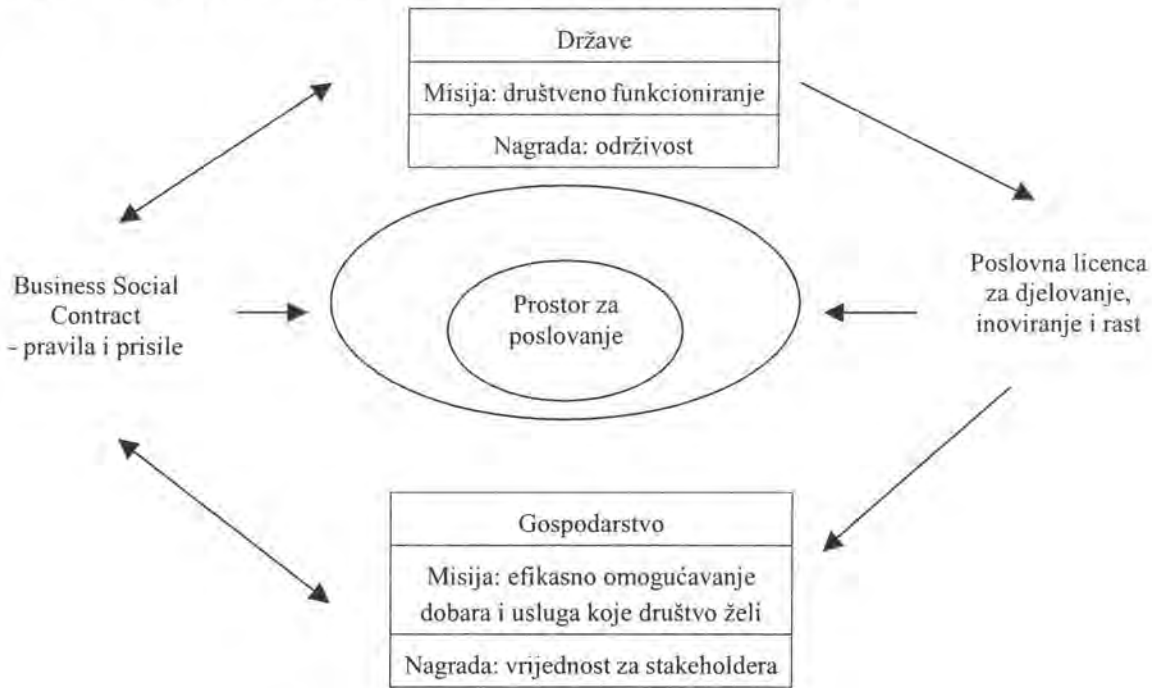 Države
Misija: društveno funkcioniranje
Nagrada: održivost
Business Social
Contract
- pravila i prisile
Prostor za
poslovanje
Poslovna licenca
za djelovanje,
inoviranje i rast
Gospodarstvo
Misija: efikasno omogućavanje
dobara i usluga koje društvo želi
Nagrada: vrijednost za stakeholdera